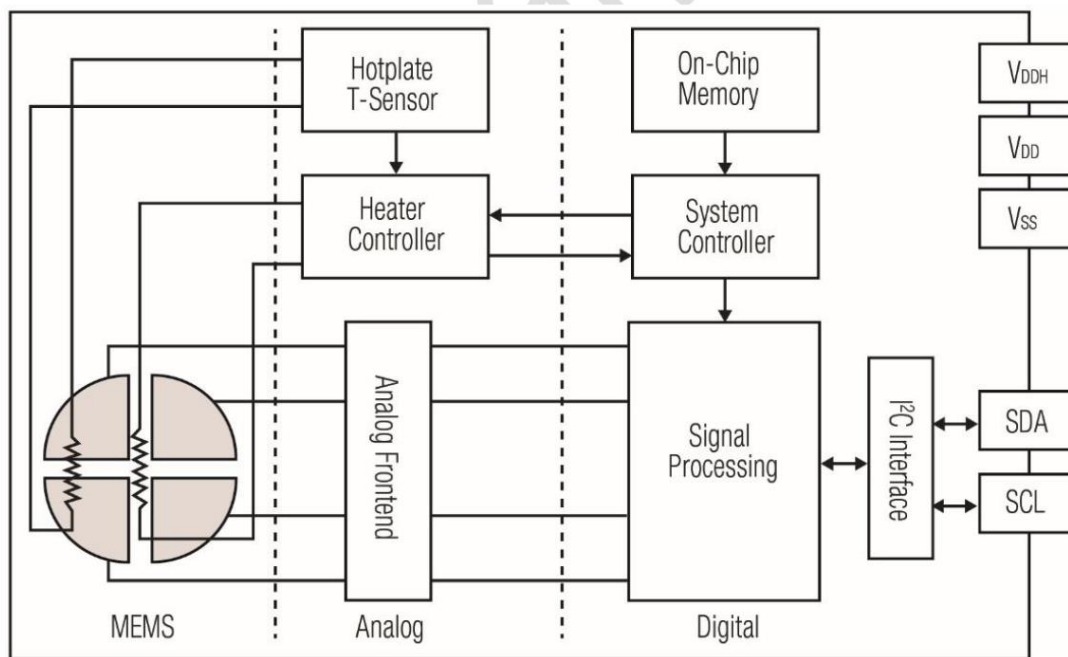 Hotplate
T-Sensor
On-Chip
Memory
VDDH
VDD
VSS
Heater
Controller
System
Controller
Analog Frontend
Signal
Processing
I²C Interface
SDA
SCL
MEMS
Analog
Digital